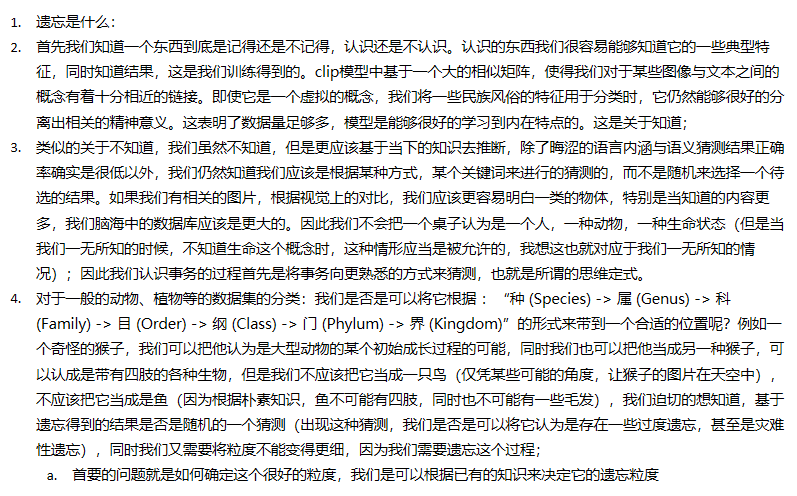 1. 遗忘是什么：
2. 首先我们知道一个东西到底是记得还是不记得，认识还是不认识。认识的东西我们很容易能够知道它的一些典型特
征，同时知道结果，这是我们训练得到的。clip模型中基于一个大的相似矩阵，使得我们对于某些图像与文本之间的
概念有着十分相近的链接。即使它是一个虚拟的概念，我们将一些民族风俗的特征用于分类时，它仍然能够很好的分
离出相关的精神意义。这表明了数据量足够多，模型是能够很好的学习到内在特点的。这是关于知道；
3. 类似的关于不知道，我们虽然不知道，但是更应该基于当下的知识去推断，除了晦涩的语言内涵与语义猜测结果正确
率确实是很低以外，我们仍然知道我们应该是根据某种方式，某个关键词来进行的猜测的，而不是随机来选择一个待
选的结果。如果我们有相关的图片，根据视觉上的对比，我们应该更容易明白一类的物体，特别是当知道的内容更
多，我们脑海中的数据库应该是更大的。因此我们不会把一个桌子认为是一个人，一种动物，一种生命状态（但是当
我们一无所知的时候，不知道生命这个概念时，这种情形应当是被允许的，我想这也就对应于我们一无所知的情
况）；因此我们认识事务的过程首先是将事务向更熟悉的方式来猜测，也就是所谓的思维定式。
4. 对于一般的动物、植物等的数据集的分类：我们是否是可以将它根据：“种 (Species) -> 属 (Genus) -> 科
(Family) -> 目 (Order) -> 纲 (Class) -> 门 (Phylum) -> 界 (Kingdom)”的形式来带到一个合适的位置呢？例如一
个奇怪的猴子，我们可以把他认为是大型动物的某个初始成长过程的可能，同时我们也可以把他当成另一种猴子，可
以认成是带有四肢的各种生物，但是我们不应该把它当成一只鸟（仅凭某些可能的角度，让猴子的图片在天空中），
不应该把它当成是鱼（因为根据朴素知识，鱼不可能有四肢，同时也不可能有一些毛发），我们迫切的想知道，基于
遗忘得到的结果是否是随机的一个猜测（出现这种猜测，我们是否是可以将它认为是存在一些过度遗忘，甚至是灾难
性遗忘），同时我们又需要将粒度不能变得更细，因为我们需要遗忘这个过程；
a. 首要的问题就是如何确定这个很好的粒度，我们是可以根据已有的知识来决定它的遗忘粒度